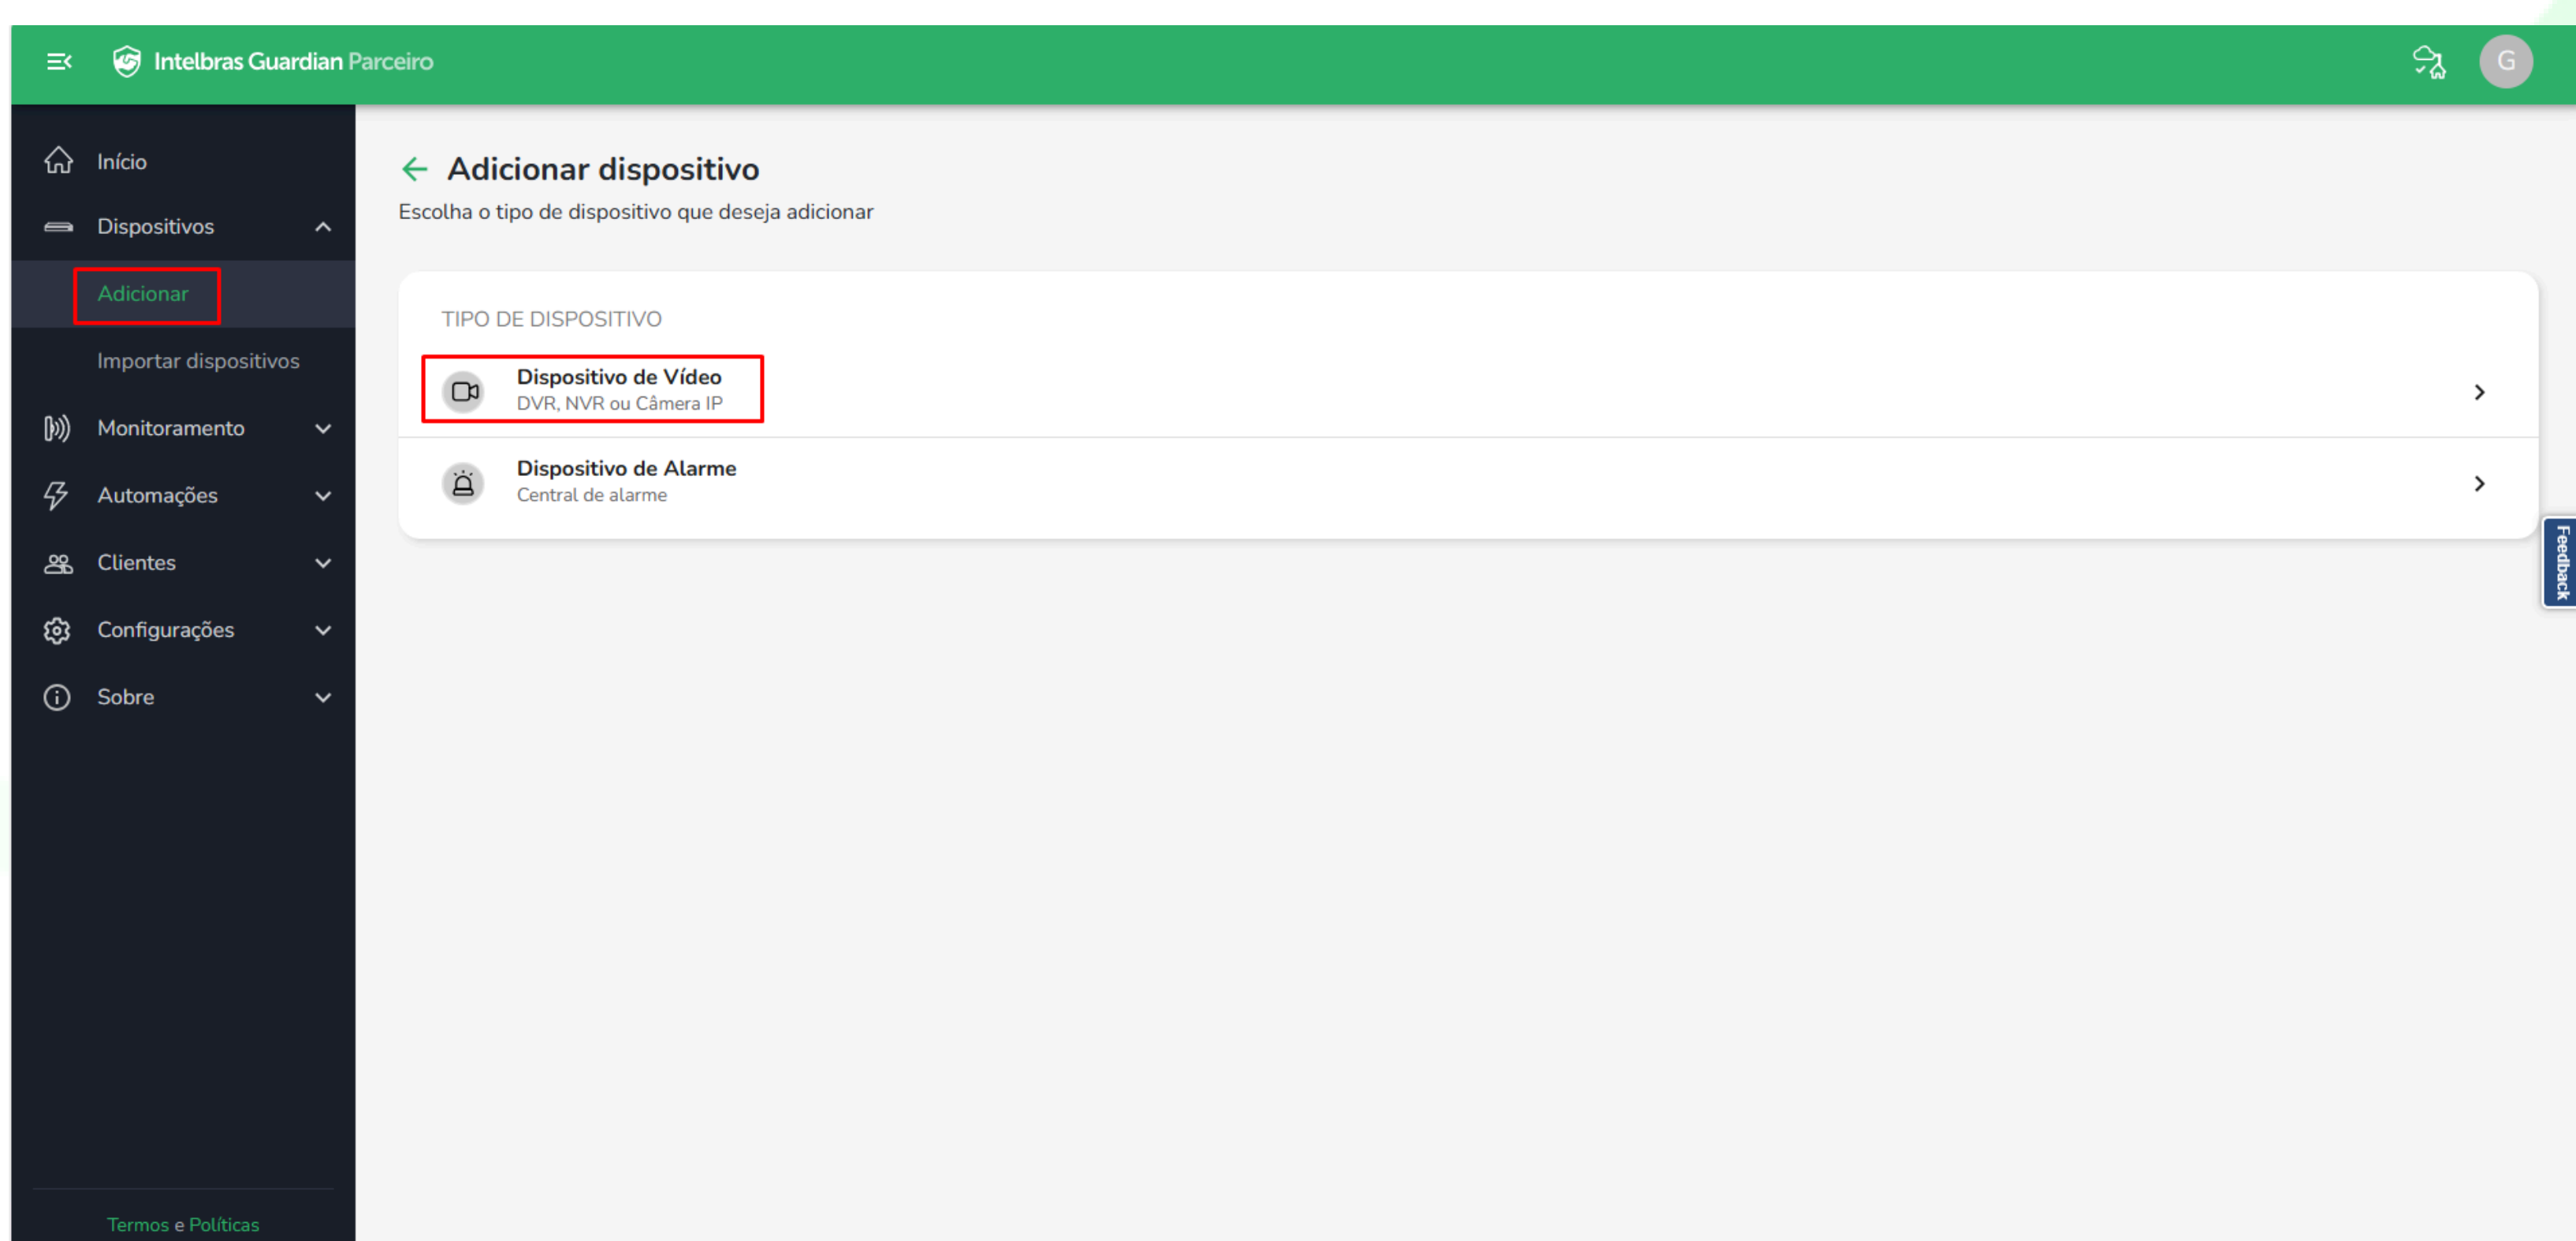 Intelbras Guardian Parceiro
G
Início
Dispositivos
Adicionar
Importar dispositivos
Monitoramento
Automações
Clientes
Configurações
Sobre
Termos e Políticas
Adicionar dispositivo
Escolha o tipo de dispositivo que deseja adicionar
TIPO DE DISPOSITIVO
Dispositivo de Vídeo
DVR, NVR ou Câmera IP
Dispositivo de Alarme
Central de alarme
Feedback